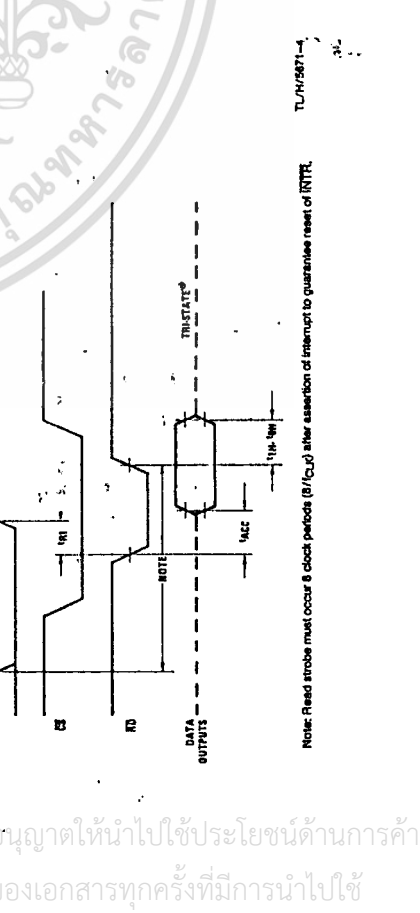 tRI
CS
RD
NOTE
DATA
OUTPUTS
TRI-STATE®
tACC
t1H, t0H
Note: Read strobe must occur 8 clock periods (8/fCLK) after assertion of interrupt to guarantee reset of INTR.
TL/H/5671-4
นุญาตให้นำไปใช้ประโยชน์ด้านการค้า
ของเอกสารทุกครั้งที่มีการนำไปใช้